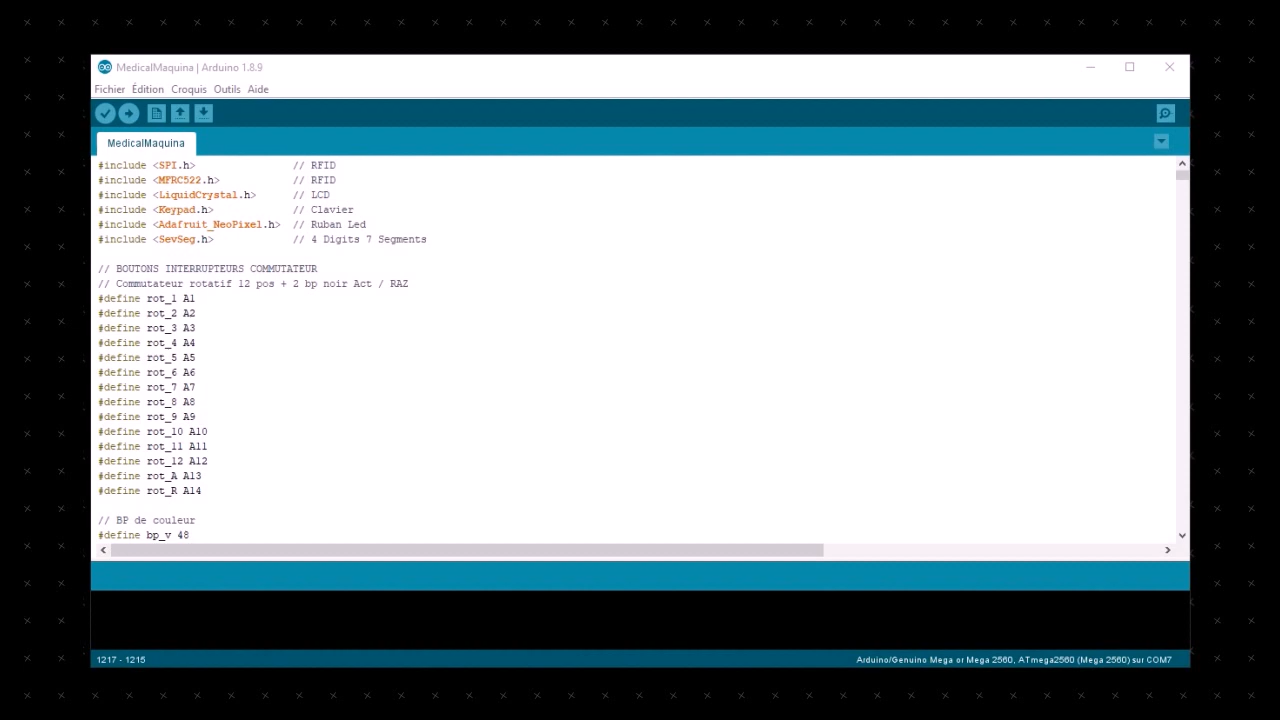 MedicalMaquina | Arduino 1.8.9
Fichier Édition Croquis Outils Aide
MedicalMaquina
#include <SPI.h> // RFID
#include <MFRC522.h> // RFID
#include <LiquidCrystal.h> // LCD
#include <Keypad.h> // Clavier
#include <Adafruit_NeoPixel.h> // Ruban Led
#include <SevSeg.h> // 4 Digits 7 Segments
// BOUTONS INTERRUPTEURS COMMUTATEUR
// Commutateur rotatif 12 pos + 2 bp noir Act / RAZ
#define rot_1 A1
#define rot_2 A2
#define rot_3 A3
#define rot_4 A4
#define rot_5 A5
#define rot_6 A6
#define rot_7 A7
#define rot_8 A8
#define rot_9 A9
#define rot_10 A10
#define rot_11 A11
#define rot_12 A12
#define rot_A A13
#define rot_R A14
// BP de couleur
#define bp_v 48
1217 - 1215 Arduino/Genuino Mega or Mega 2560, ATmega2560 (Mega 2560) sur COM7